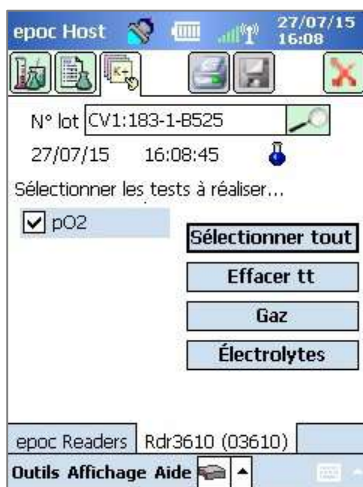 epoc Host 27/07/15
16:08
K+
N° lot CV1:183-1-B525
27/07/15 16:08:45
Sélectionner les tests à réaliser...
pO2
Sélectionner tout
Effacer tt
Gaz
Électrolytes
epoc Readers Rdr3610 (03610)
Outils Affichage Aide